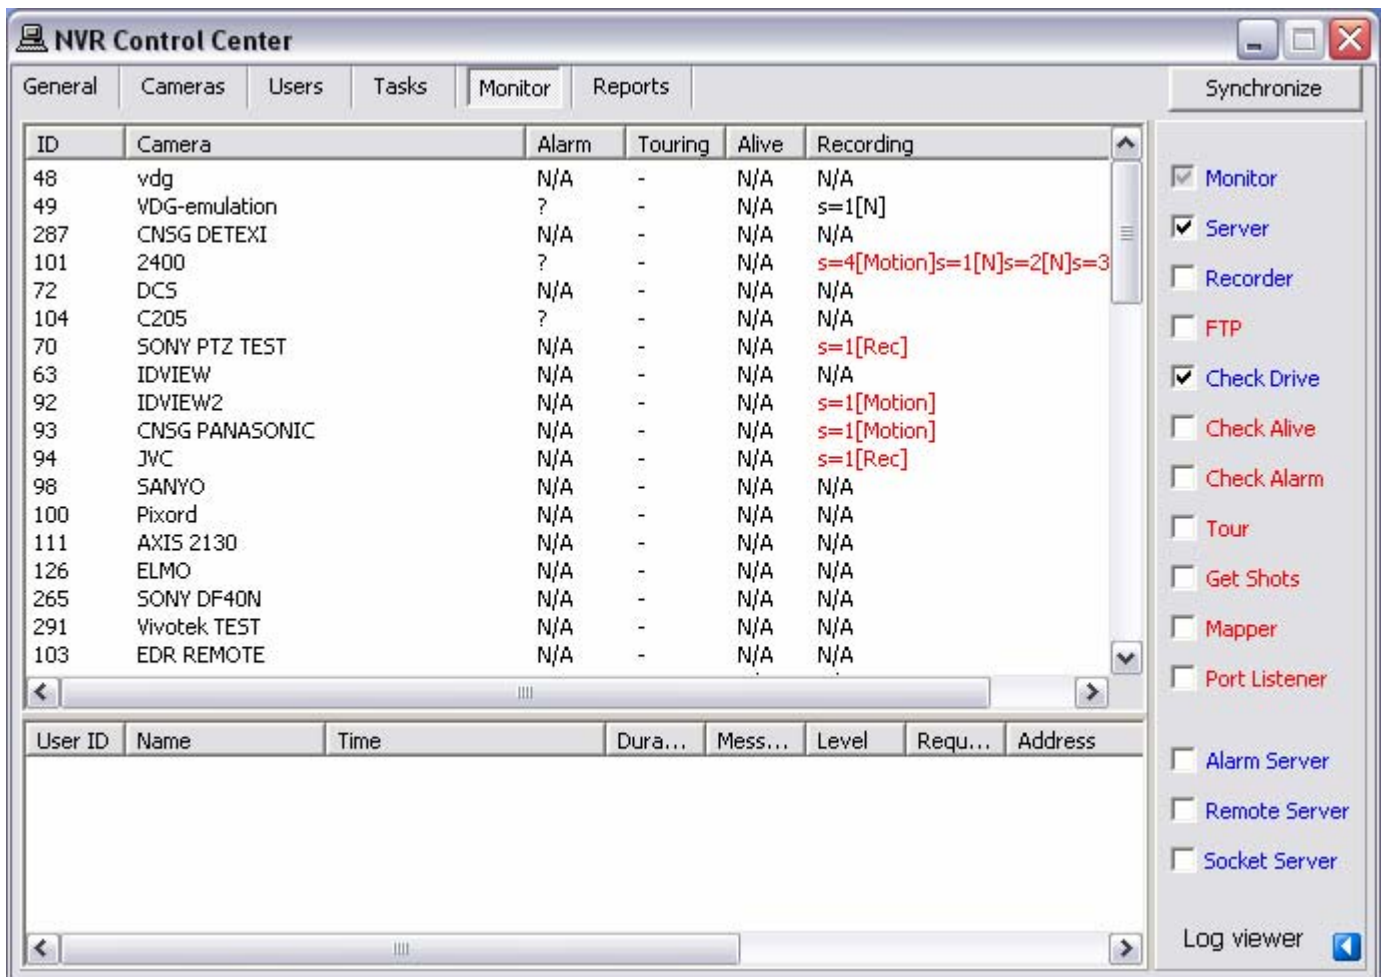 NVR Control Center
General Cameras Users Tasks Monitor Reports Synchronize
ID Camera Alarm Touring Alive Recording
48 vdg N/A - N/A N/A
49 VDG-emulation ? - N/A s=1[N]
287 CNSG DETEXI N/A - N/A N/A
101 2400 ? - N/A s=4[Motion]s=1[N]s=2[N]s=3
72 DCS N/A - N/A N/A
104 C205 ? - N/A N/A
70 SONY PTZ TEST N/A - N/A s=1[Rec]
63 IDVIEW N/A - N/A N/A
92 IDVIEW2 N/A - N/A s=1[Motion]
93 CNSG PANASONIC N/A - N/A s=1[Motion]
94 JVC N/A - N/A s=1[Rec]
98 SANYO N/A - N/A N/A
100 Pixord N/A - N/A N/A
111 AXIS 2130 N/A - N/A N/A
126 ELMO N/A - N/A N/A
265 SONY DF40N N/A - N/A N/A
291 Vivotek TEST N/A - N/A N/A
103 EDR REMOTE N/A - N/A N/A
User ID Name Time Dura... Mess... Level Requ... Address
Monitor
Server
Recorder
FTP
Check Drive
Check Alive
Check Alarm
Tour
Get Shots
Mapper
Port Listener
Alarm Server
Remote Server
Socket Server
Log viewer